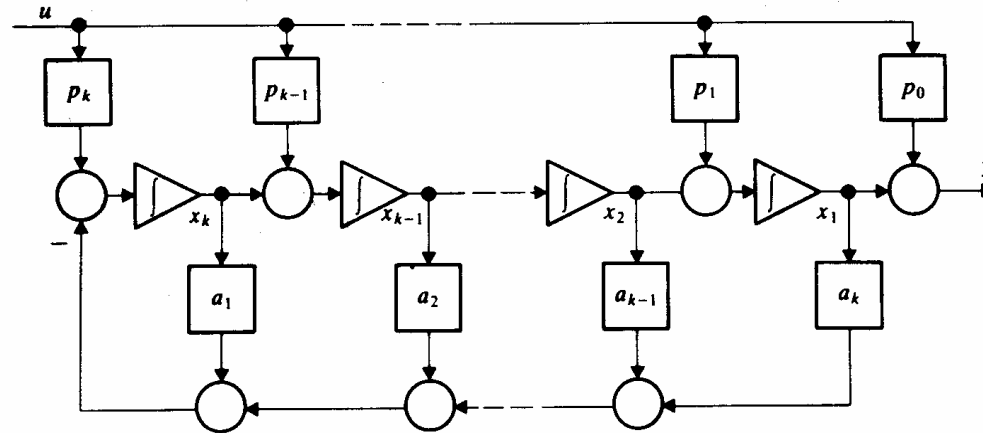 u
p_k p_{k-1} p_1 p_0
∫ ∫ ∫ ∫
x_k x_{k-1} x_2 x_1
−
a_1 a_2 a_{k-1} a_k